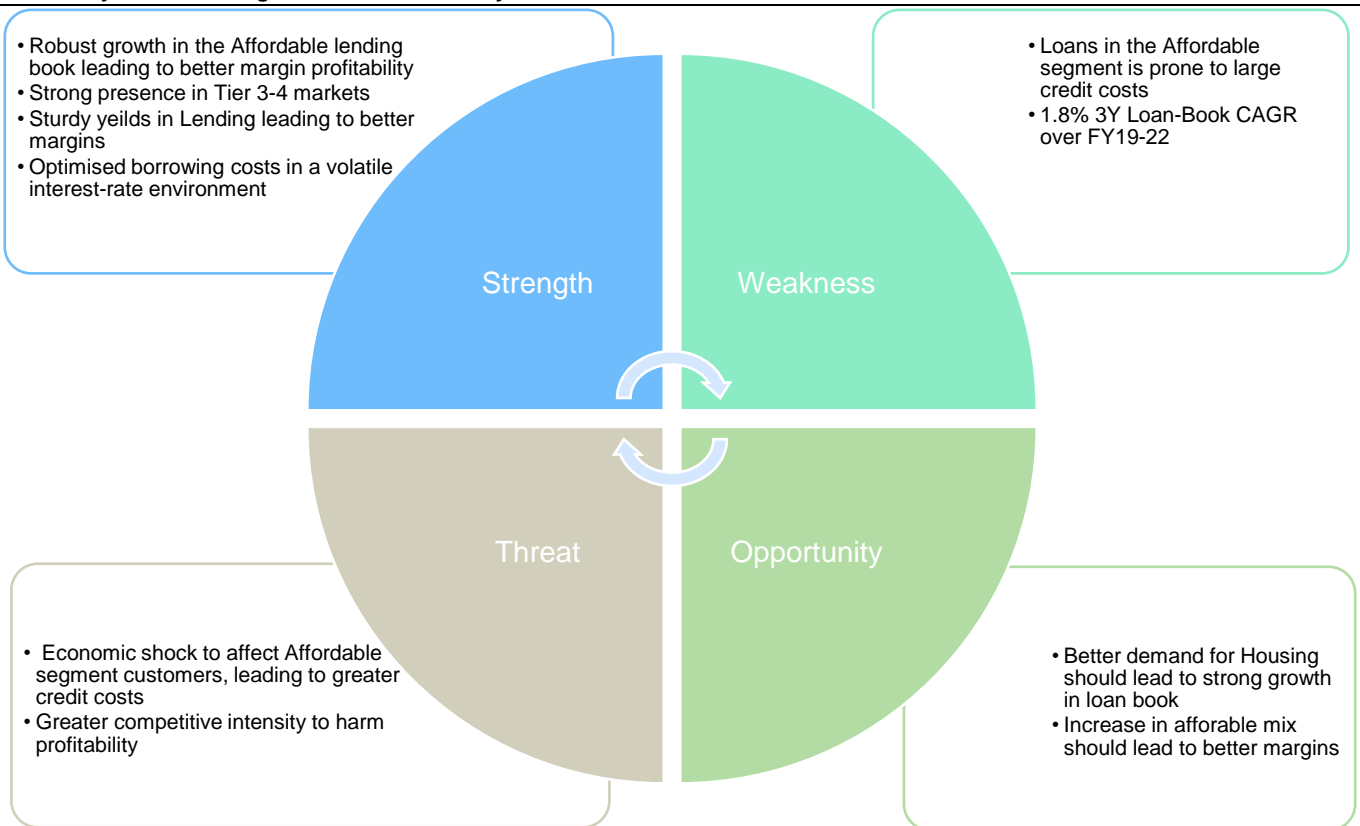 • Robust growth in the Affordable lending
book leading to better margin profitability
• Strong presence in Tier 3-4 markets
• Sturdy yeilds in Lending leading to better
margins
• Optimised borrowing costs in a volatile
interest-rate environment
• Loans in the Affordable
segment is prone to large
credit costs
• 1.8% 3Y Loan-Book CAGR
over FY19-22
Strength
Weakness
Threat
Opportunity
• Economic shock to affect Affordable
segment customers, leading to greater
credit costs
• Greater competitive intensity to harm
profitability
• Better demand for Housing
should lead to strong growth
in loan book
• Increase in afforable mix
should lead to better margins